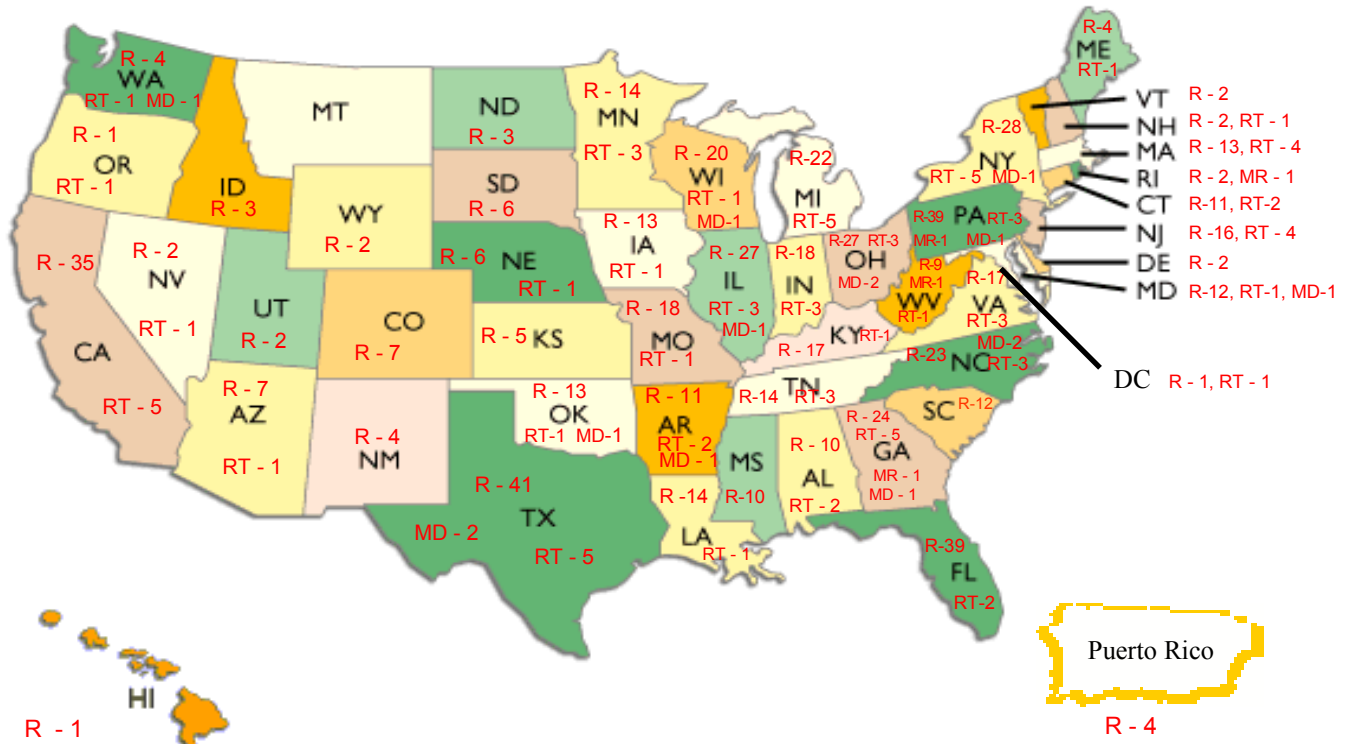 R - 4
WA
RT - 1 MD - 1
R - 1
OR
RT - 1
ID
R - 3
MT
ND
R - 3
R - 14
MN
RT - 3
R - 20
WI
RT - 1
MD-1
R-22
MI
RT-5
R-28
NY
RT - 5 MD-1
R-4
ME
RT-1
VT R - 2
NH R - 2, RT - 1
MA R - 13, RT - 4
RI R - 2, MR - 1
CT R-11, RT-2
NJ R -16, RT - 4
DE R - 2
MD R-12, RT-1, MD-1
DC R - 1, RT - 1
SD
R - 6
WY
R - 2
R - 35
CA
RT - 5
R - 2
NV
RT - 1
UT
R - 2
CO
R - 7
R - 6
NE
RT - 1
R - 13
IA
RT - 1
R - 27
IL
RT - 3
MD-1
R-18
IN
RT-3
R-27 RT-3
OH
MD-2
R-39 PA RT-3
MR-1 MD-1
R-9
MR-1
WV
RT-1
R-17
VA
RT-3
MD-2
R - 5 KS
R - 18
MO
RT - 1
KY RT-1
R - 17
R-23
NC RT-3
TN
R-14 RT-3
SC R-12
R - 7
AZ
RT - 1
R - 4
NM
R - 13
OK
RT-1 MD-1
R - 11
AR
RT - 2
MD - 1
MS
R-10
R - 10
AL
RT - 2
R - 24
RT - 5
GA
MR - 1
MD - 1
R - 41
TX
MD - 2
RT - 5
R -14
LA
RT - 1
R-39
FL
RT-2
HI
R - 1
Puerto Rico
R - 4